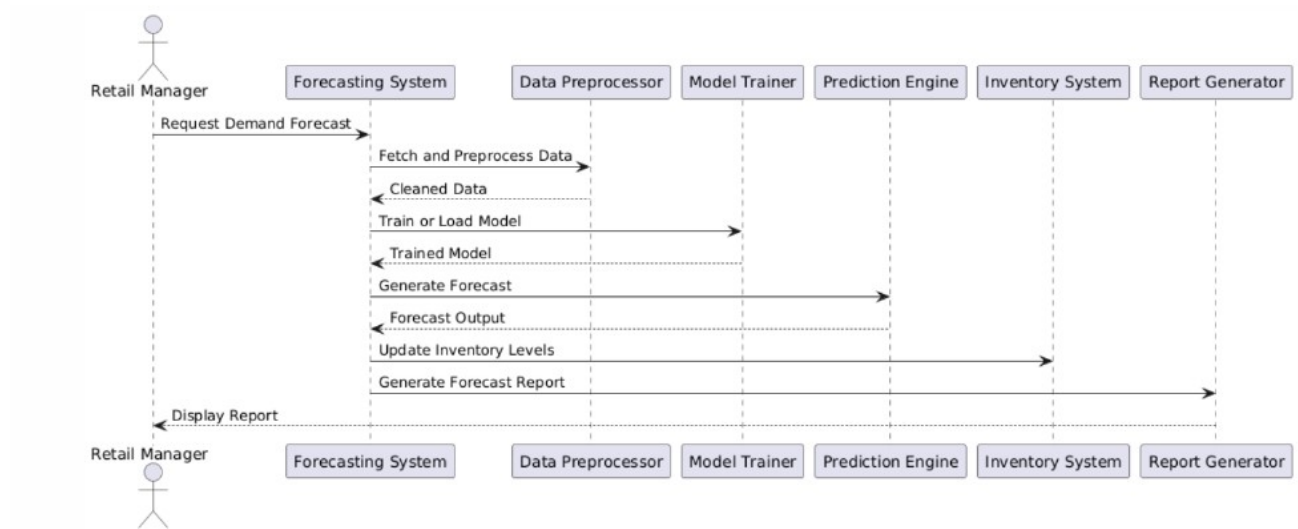 Retail Manager
Forecasting System
Data Preprocessor
Model Trainer
Prediction Engine
Inventory System
Report Generator
Request Demand Forecast
Fetch and Preprocess Data
Cleaned Data
Train or Load Model
Trained Model
Generate Forecast
Forecast Output
Update Inventory Levels
Generate Forecast Report
Display Report
Retail Manager
Forecasting System
Data Preprocessor
Model Trainer
Prediction Engine
Inventory System
Report Generator